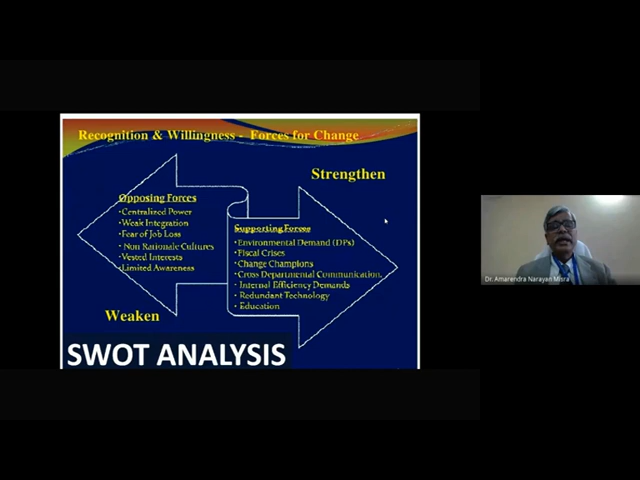 Recognition & Willingness - Forces for Change
Strengthen
Opposing Forces
•Centralized Power
•Weak Integration
•Fear of Job Loss
•Non Rationale Cultures
•Vested Interests
•Limited Awareness
Supporting Forces
•Environmental Demand (DPs)
•Fiscal Crises
•Change Champions
•Cross Departmental Communication.
•Internal Efficiency Demands
•Redundant Technology
•Education
Weaken
SWOT ANALYSIS
Dr. Amarendra Narayan Misra